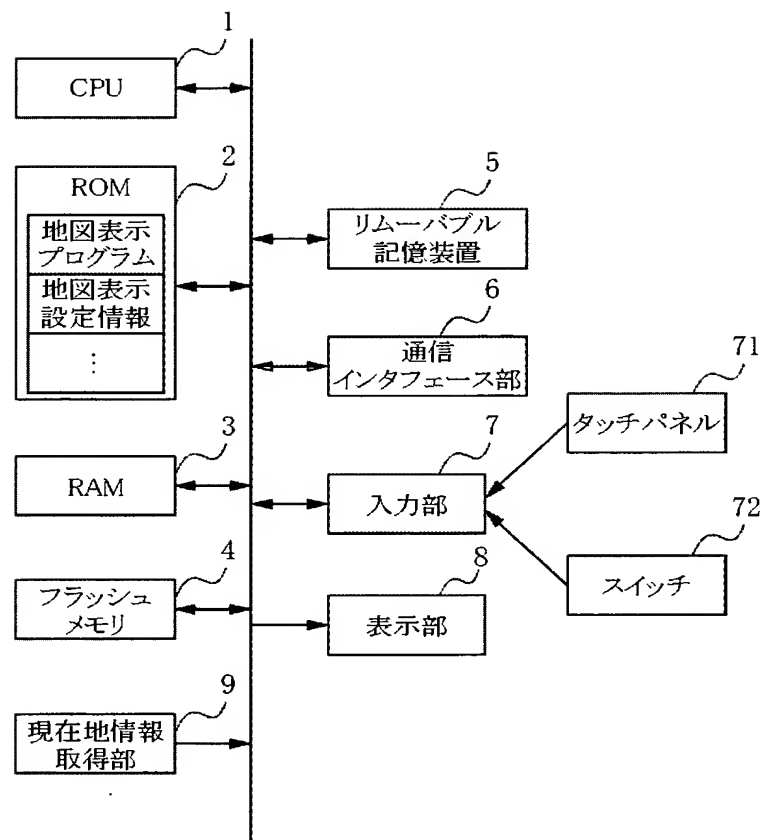 1
CPU
2
ROM
地図表示
プログラム
地図表示
設定情報
⋮
3
RAM
4
フラッシュ
メモリ
9
現在地情報
取得部
5
リムーバブル
記憶装置
6
通信
インタフェース部
7
入力部
8
表示部
71
タッチパネル
72
スイッチ